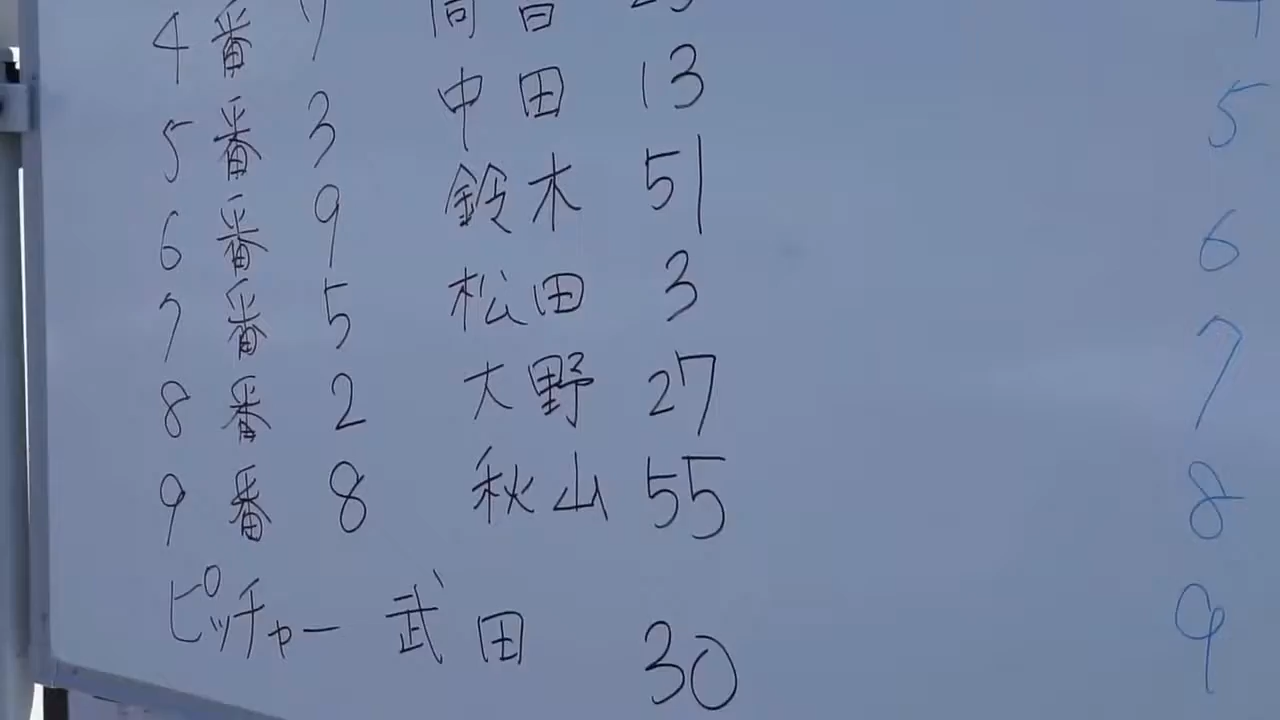 4番
5番 3 中田 13
6番 9 鈴木 51
7番 5 松田 3
8番 2 大野 27
9番 8 秋山 55
ピッチャー 武田 30
5
6
7
8
9